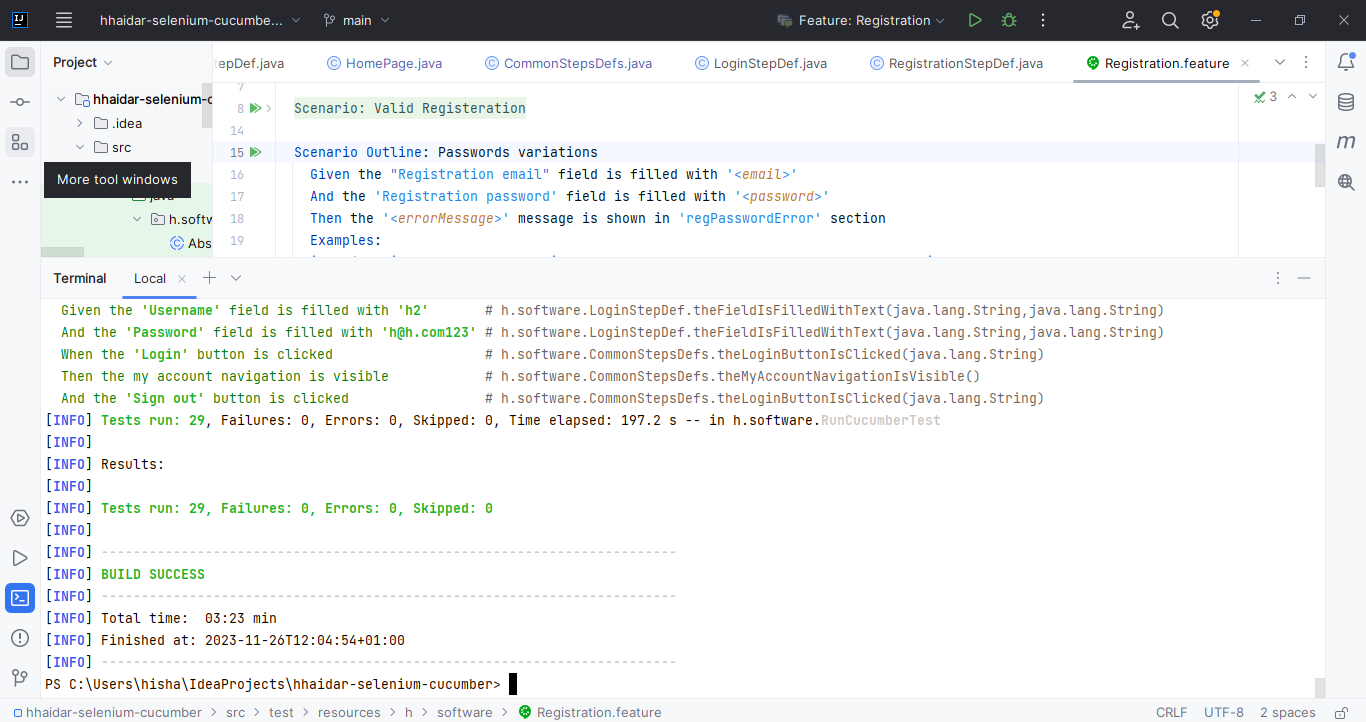 hhaidar-selenium-cucumbe...
main
Feature: Registration
Project
epDef.java
HomePage.java
CommonStepsDefs.java
LoginStepDef.java
RegistrationStepDef.java
Registration.feature
hhaidar-selenium-c
.idea
src
More tool windows
java
h.softw
Abs
7
8 Scenario: Valid Registeration
14
15 Scenario Outline: Passwords variations
16 Given the "Registration email" field is filled with '<email>'
17 And the 'Registration password' field is filled with '<password>'
18 Then the '<errorMessage>' message is shown in 'regPasswordError' section
19 Examples:
3
Terminal
Local
Given the 'Username' field is filled with 'h2' # h.software.LoginStepDef.theFieldIsFilledWithText(java.lang.String,java.lang.String)
And the 'Password' field is filled with 'h@h.com123' # h.software.LoginStepDef.theFieldIsFilledWithText(java.lang.String,java.lang.String)
When the 'Login' button is clicked # h.software.CommonStepsDefs.theLoginButtonIsClicked(java.lang.String)
Then the my account navigation is visible # h.software.CommonStepsDefs.theMyAccountNavigationIsVisible()
And the 'Sign out' button is clicked # h.software.CommonStepsDefs.theLoginButtonIsClicked(java.lang.String)
[INFO] Tests run: 29, Failures: 0, Errors: 0, Skipped: 0, Time elapsed: 197.2 s -- in h.software.RunCucumberTest
[INFO]
[INFO] Results:
[INFO]
[INFO] Tests run: 29, Failures: 0, Errors: 0, Skipped: 0
[INFO]
[INFO] ------------------------------------------------------------------------
[INFO] BUILD SUCCESS
[INFO] ------------------------------------------------------------------------
[INFO] Total time:  03:23 min
[INFO] Finished at: 2023-11-26T12:04:54+01:00
[INFO] ------------------------------------------------------------------------
PS C:\Users\hisha\IdeaProjects\hhaidar-selenium-cucumber>
hhaidar-selenium-cucumber > src > test > resources > h > software > Registration.feature
CRLF
UTF-8
2 spaces